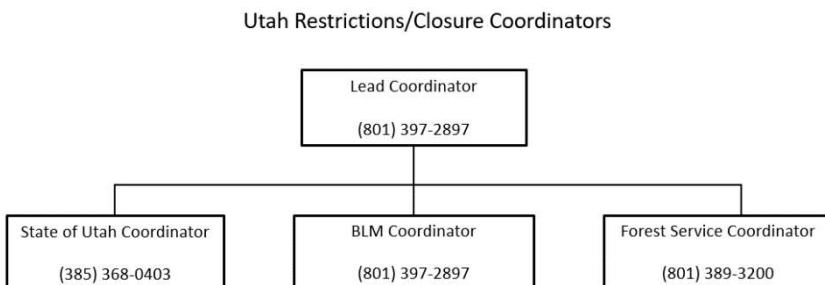 Utah Restrictions/Closure Coordinators
Lead Coordinator
(801) 397-2897
State of Utah Coordinator
(385) 368-0403
BLM Coordinator
(801) 397-2897
Forest Service Coordinator
(801) 389-3200